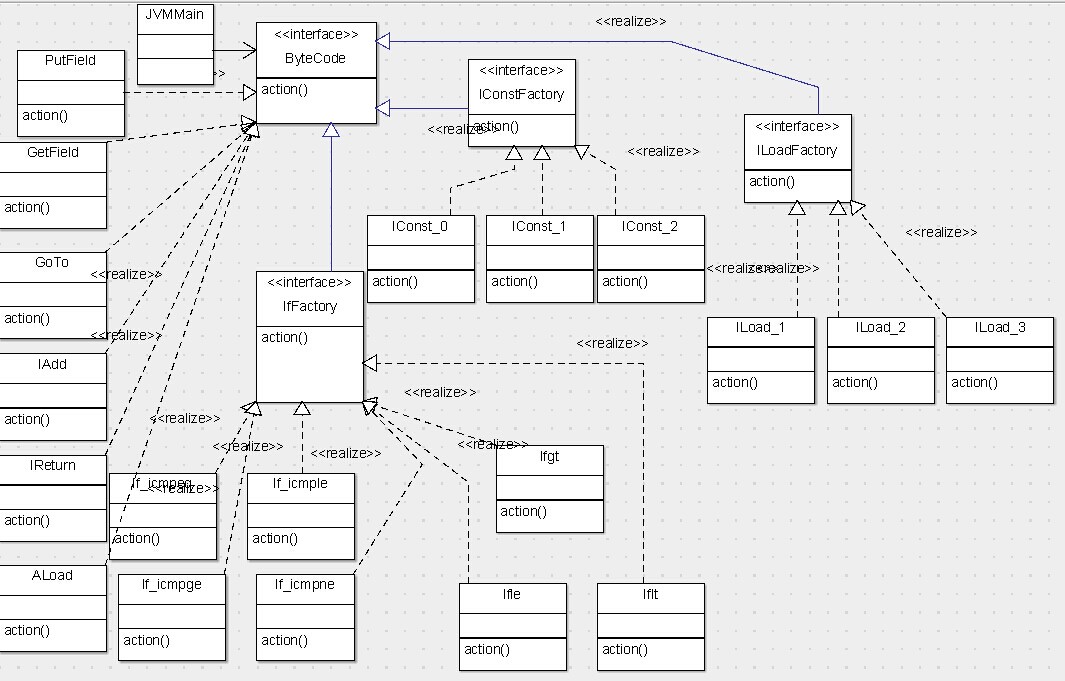 JVMMain
<<realize>>
<<interface>>
ByteCode
action()
PutField
action()
>>
<<interface>>
IConstFactory
action()
<<realize>>
<<realize>>
<<interface>>
ILoadFactory
action()
GetField
action()
IConst_0
action()
IConst_1
action()
IConst_2
action()
<<realize>>
GoTo
action()
<<realize>>
<<realize>>
<<realize>>
<<interface>>
IfFactory
action()
<<realize>>
ILoad_1
action()
ILoad_2
action()
ILoad_3
action()
<<realize>>
IAdd
action()
<<realize>>
<<realize>>
<<realize>>
<<realize>>
<<realize>>
IReturn
action()
If_icmpeq
<<realize>>
action()
If_icmple
action()
Ifgt
action()
ALoad
action()
If_icmpge
action()
If_icmpne
action()
Ifle
action()
Iflt
action()